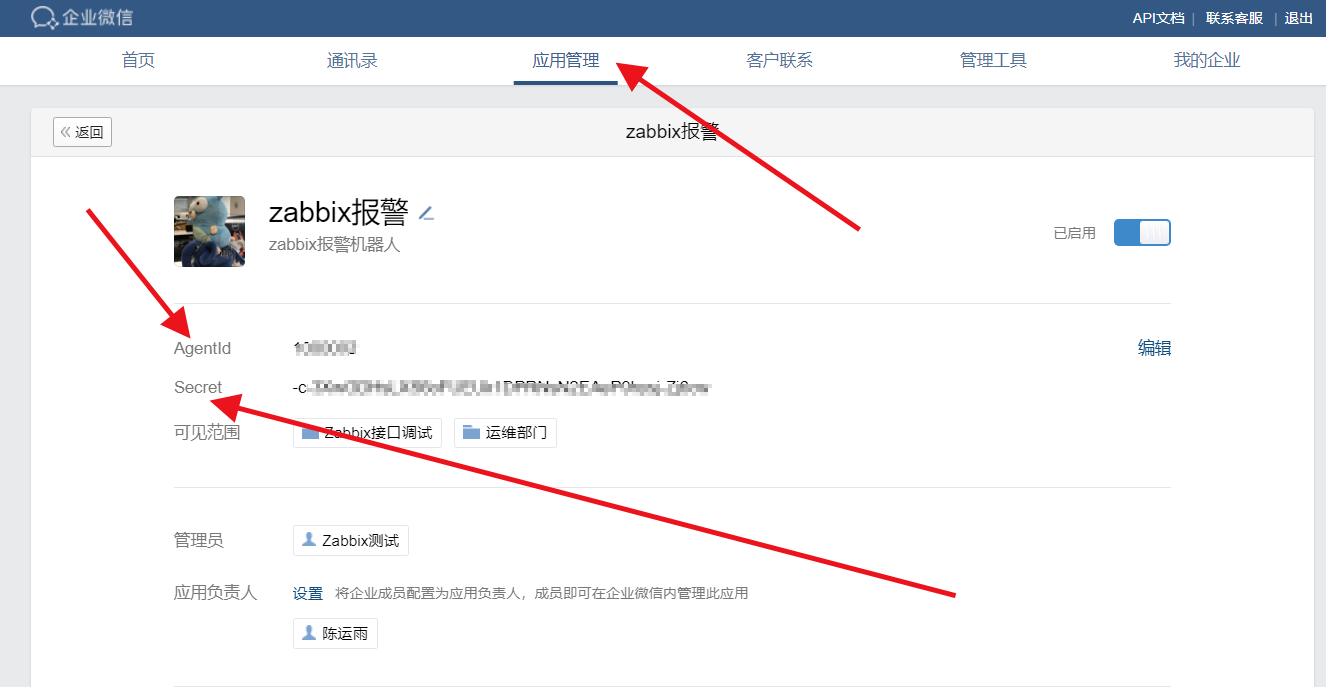 企业微信
API文档 | 联系客服 | 退出
首页 通讯录 应用管理 客户联系 管理工具 我的企业
« 返回
zabbix报警
zabbix报警
zabbix报警机器人
已启用
AgentId
编辑
Secret
可见范围 Zabbix接口调试 运维部门
管理员 Zabbix测试
应用负责人 设置 将企业成员配置为应用负责人，成员即可在企业微信内管理此应用
陈运雨